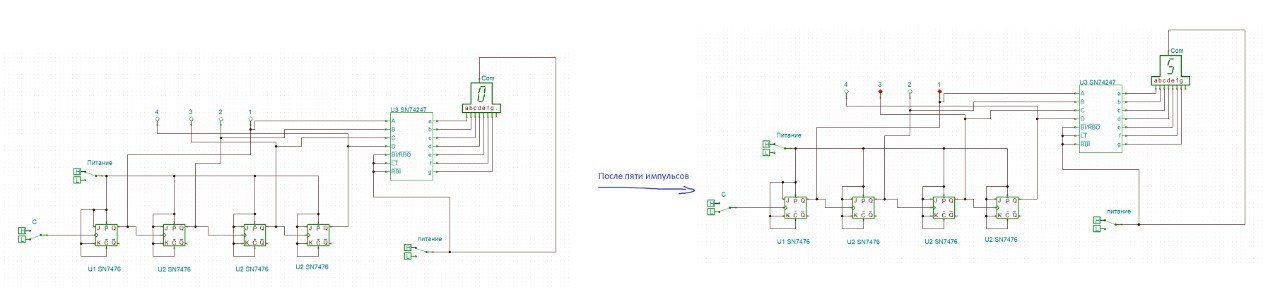 Com
0
abcdefg.
U3 SN74247
4 3 2 1
A a
B b
C c
D d
BI/RBO e
LT f
RBI g
Питание
H
L
C
H
L
J P Q
K C Q
J P Q
K C Q
J P Q
K C Q
J P Q
K C Q
U1 SN7476
U2 SN7476
U2 SN7476
U2 SN7476
питание
H
L
После пяти импульсов
Com
5
abcdefg.
U3 SN74247
4 3 2 1
A a
B b
C c
D d
BI/RBO e
LT f
RBI g
Питание
H
L
C
H
L
J P Q
K C Q
J P Q
K C Q
J P Q
K C Q
J P Q
K C Q
U1 SN7476
U2 SN7476
U2 SN7476
U2 SN7476
питание
H
L